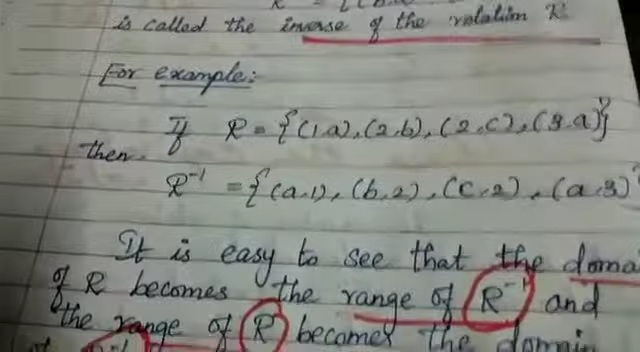 is called the inverse of the relation R
For example:
If R = {(1,a), (2,b), (2,c), (3,a)}
then.
R⁻¹ = {(a,1), (b,2), (c,2), (a,3)
It is easy to see that the doma
of R becomes the range of R⁻¹ and
the range of R becomes the domain